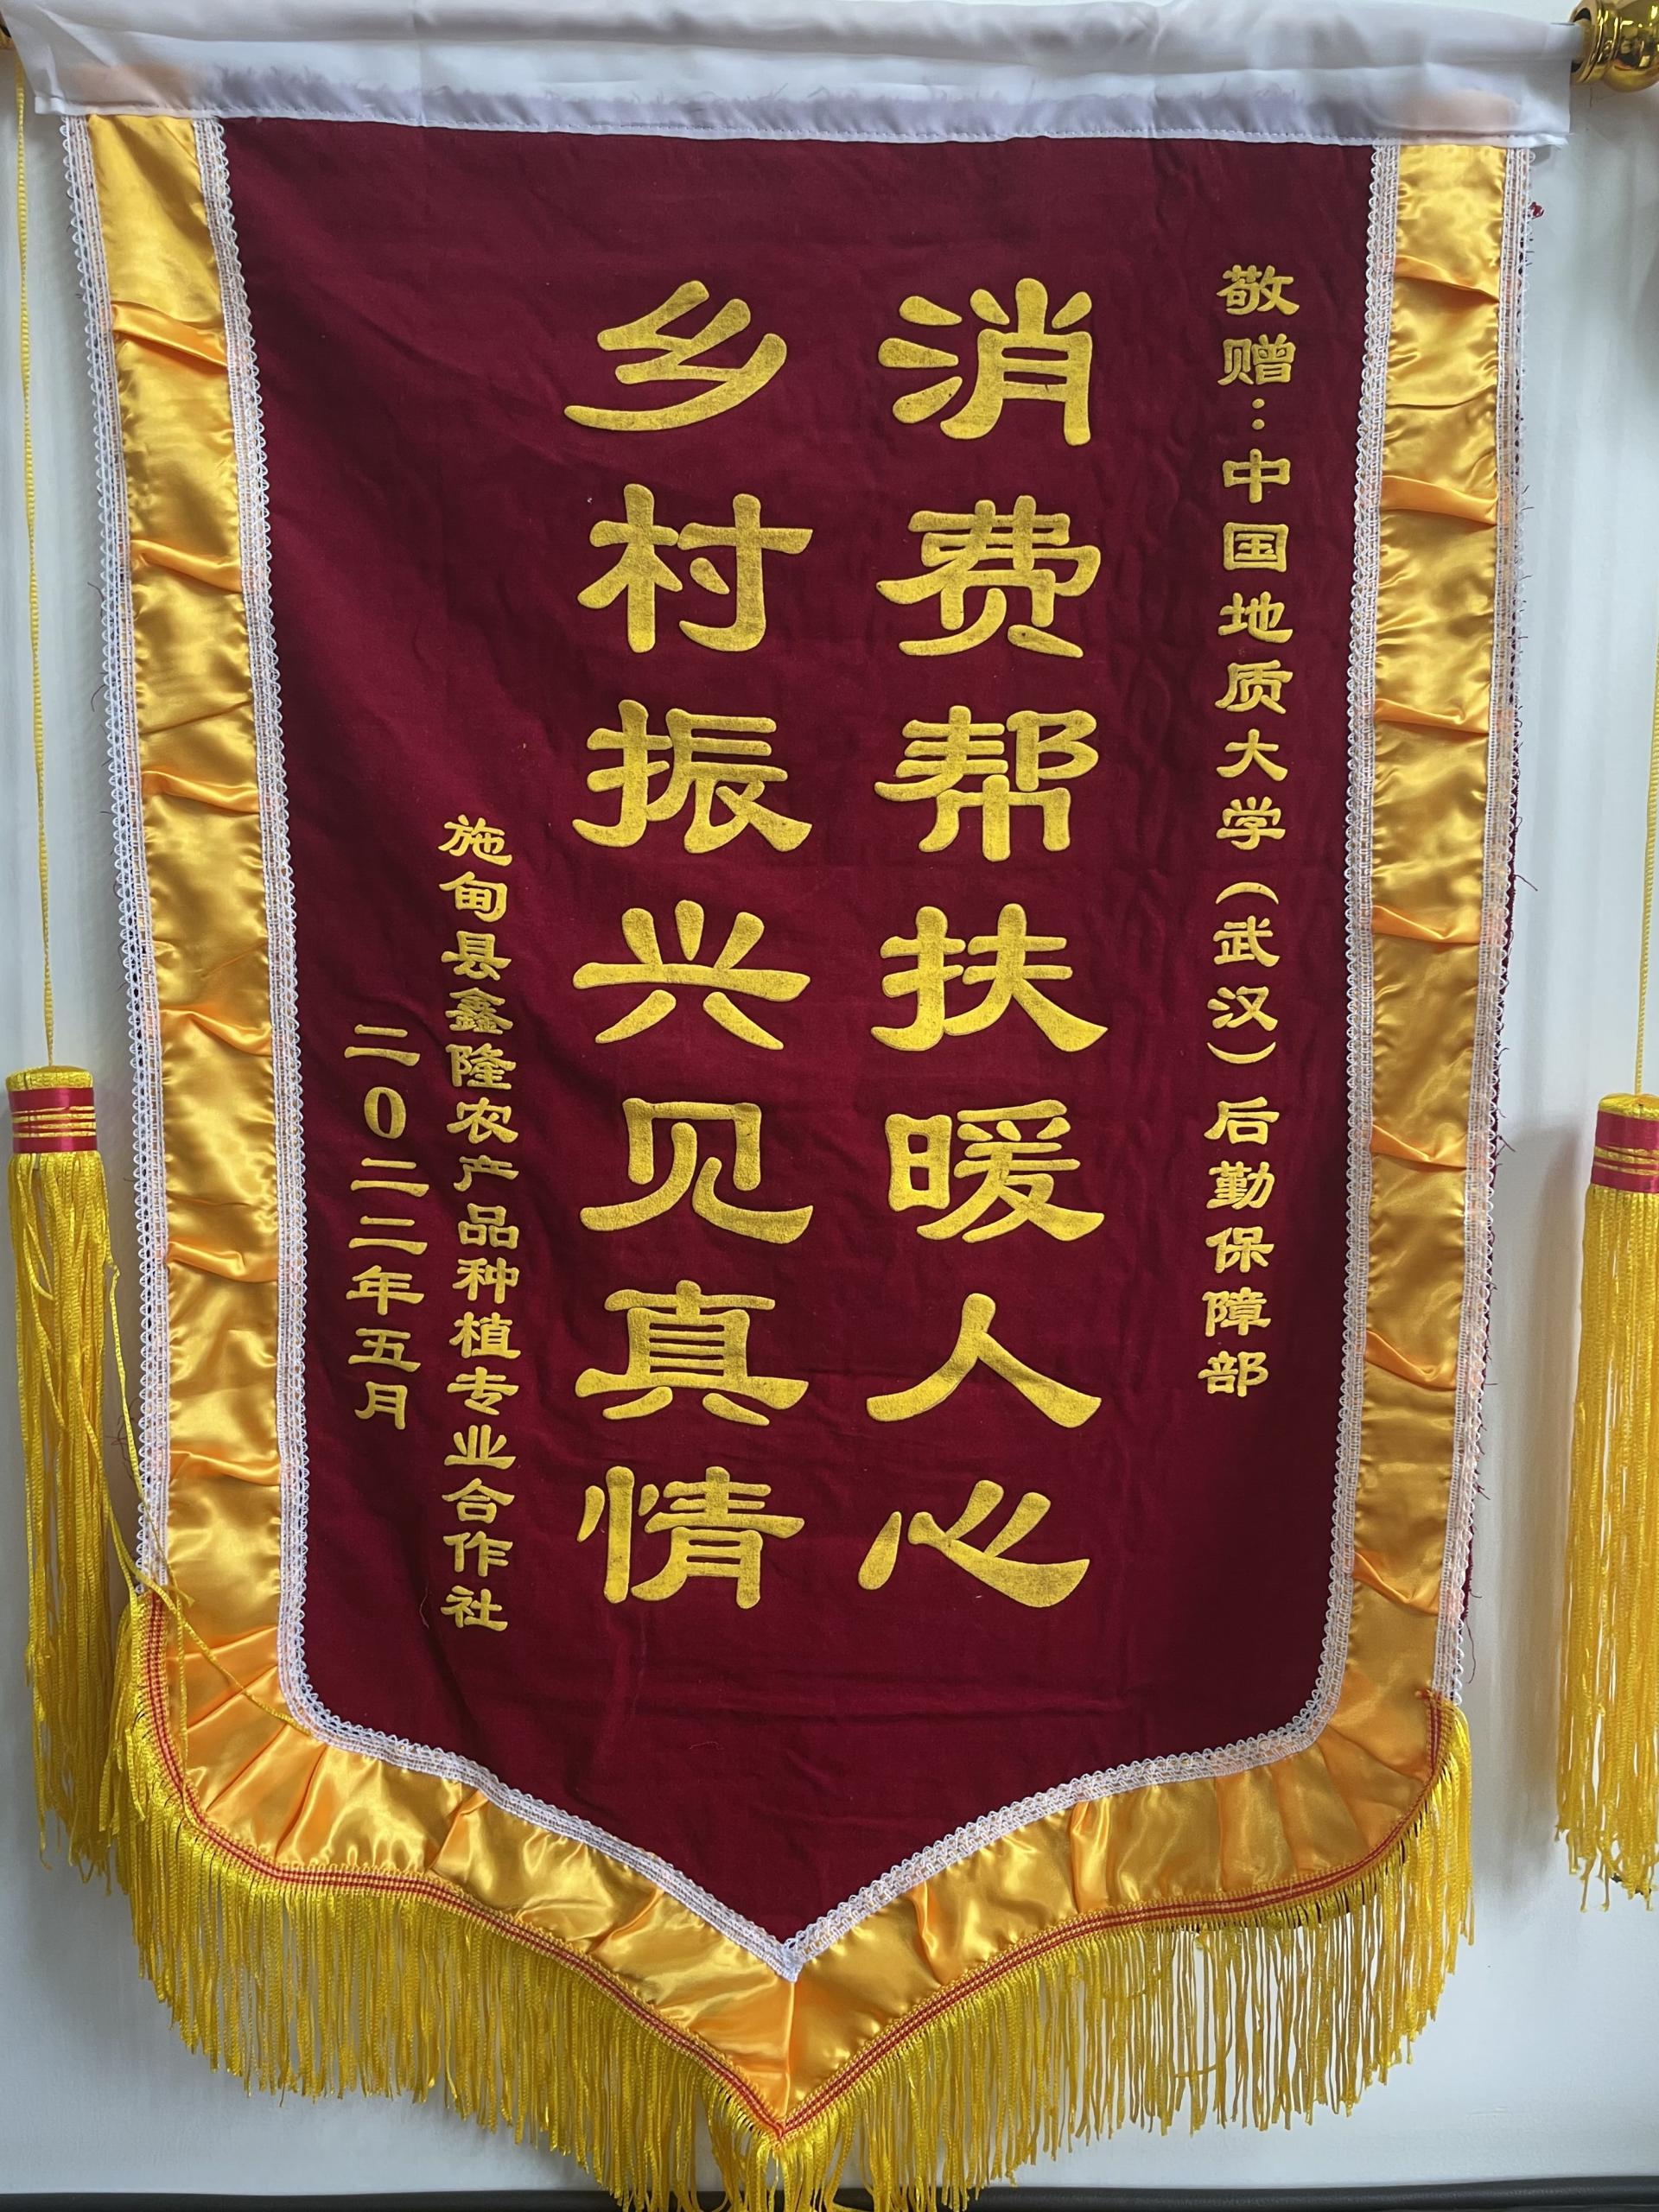 敬赠：中国地质大学（武汉）后勤保障部
消费帮扶暖人心
乡村振兴见真情
施甸县鑫隆农产品种植专业合作社
二0二二年五月